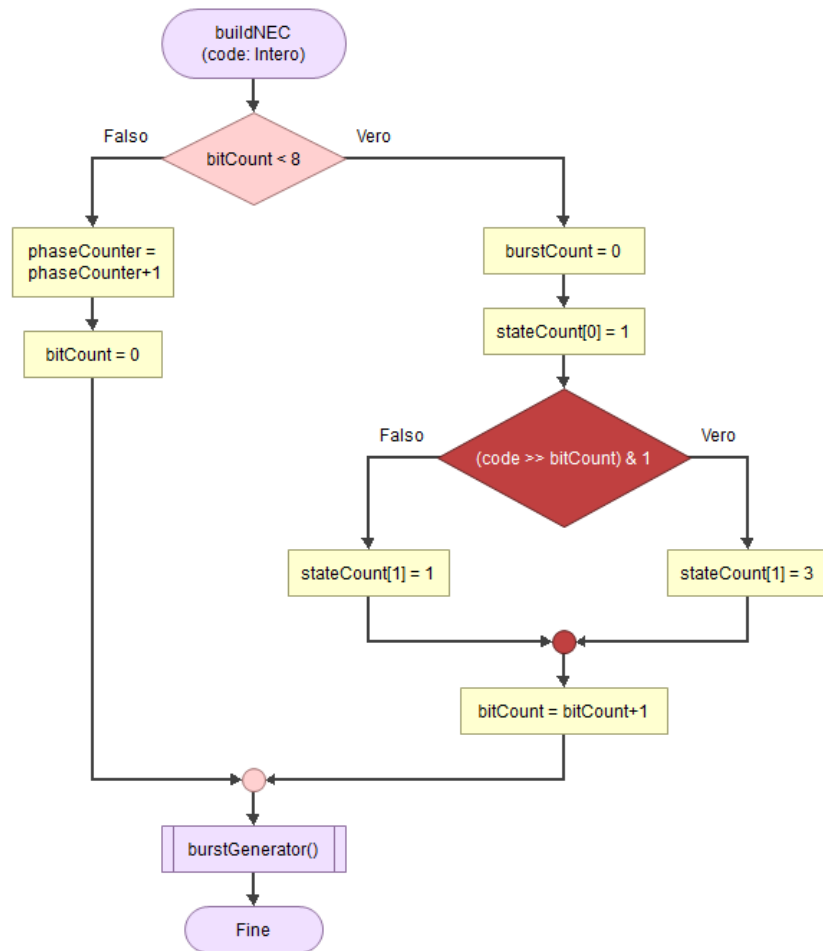 buildNEC
(code: Intero)
Falso
Vero
bitCount < 8
phaseCounter =
phaseCounter+1
burstCount = 0
stateCount[0] = 1
bitCount = 0
Falso
Vero
(code >> bitCount) & 1
stateCount[1] = 1
stateCount[1] = 3
bitCount = bitCount+1
burstGenerator()
Fine